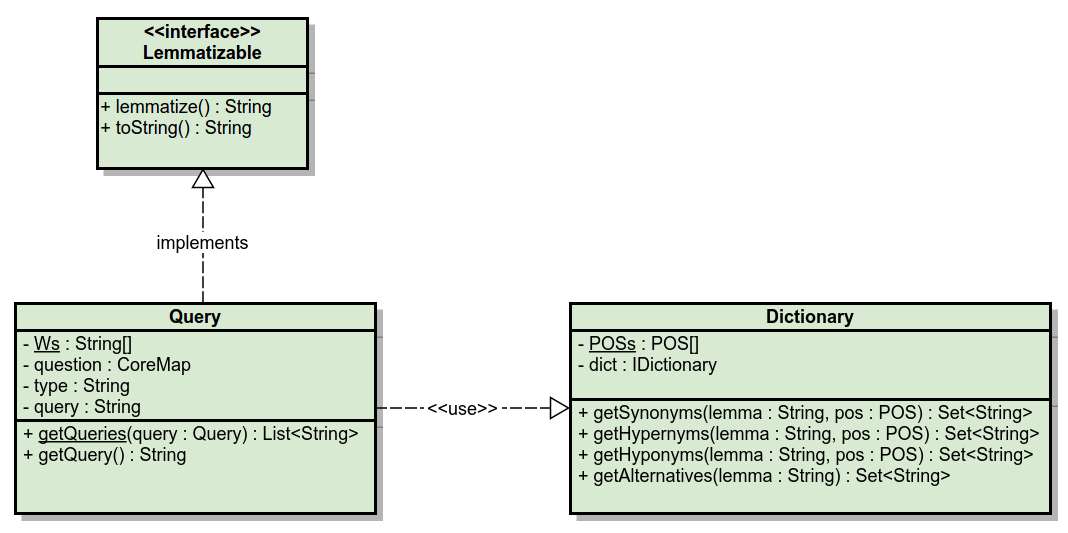 <<interface>>
Lemmatizable
+ lemmatize() : String
+ toString() : String
implements
Query
- Ws : String[]
- question : CoreMap
- type : String
- query : String
+ getQueries(query : Query) : List<String>
+ getQuery() : String
<<use>>
Dictionary
- POSs : POS[]
- dict : IDictionary
+ getSynonyms(lemma : String, pos : POS) : Set<String>
+ getHypernyms(lemma : String, pos : POS) : Set<String>
+ getHyponyms(lemma : String, pos : POS) : Set<String>
+ getAlternatives(lemma : String) : Set<String>